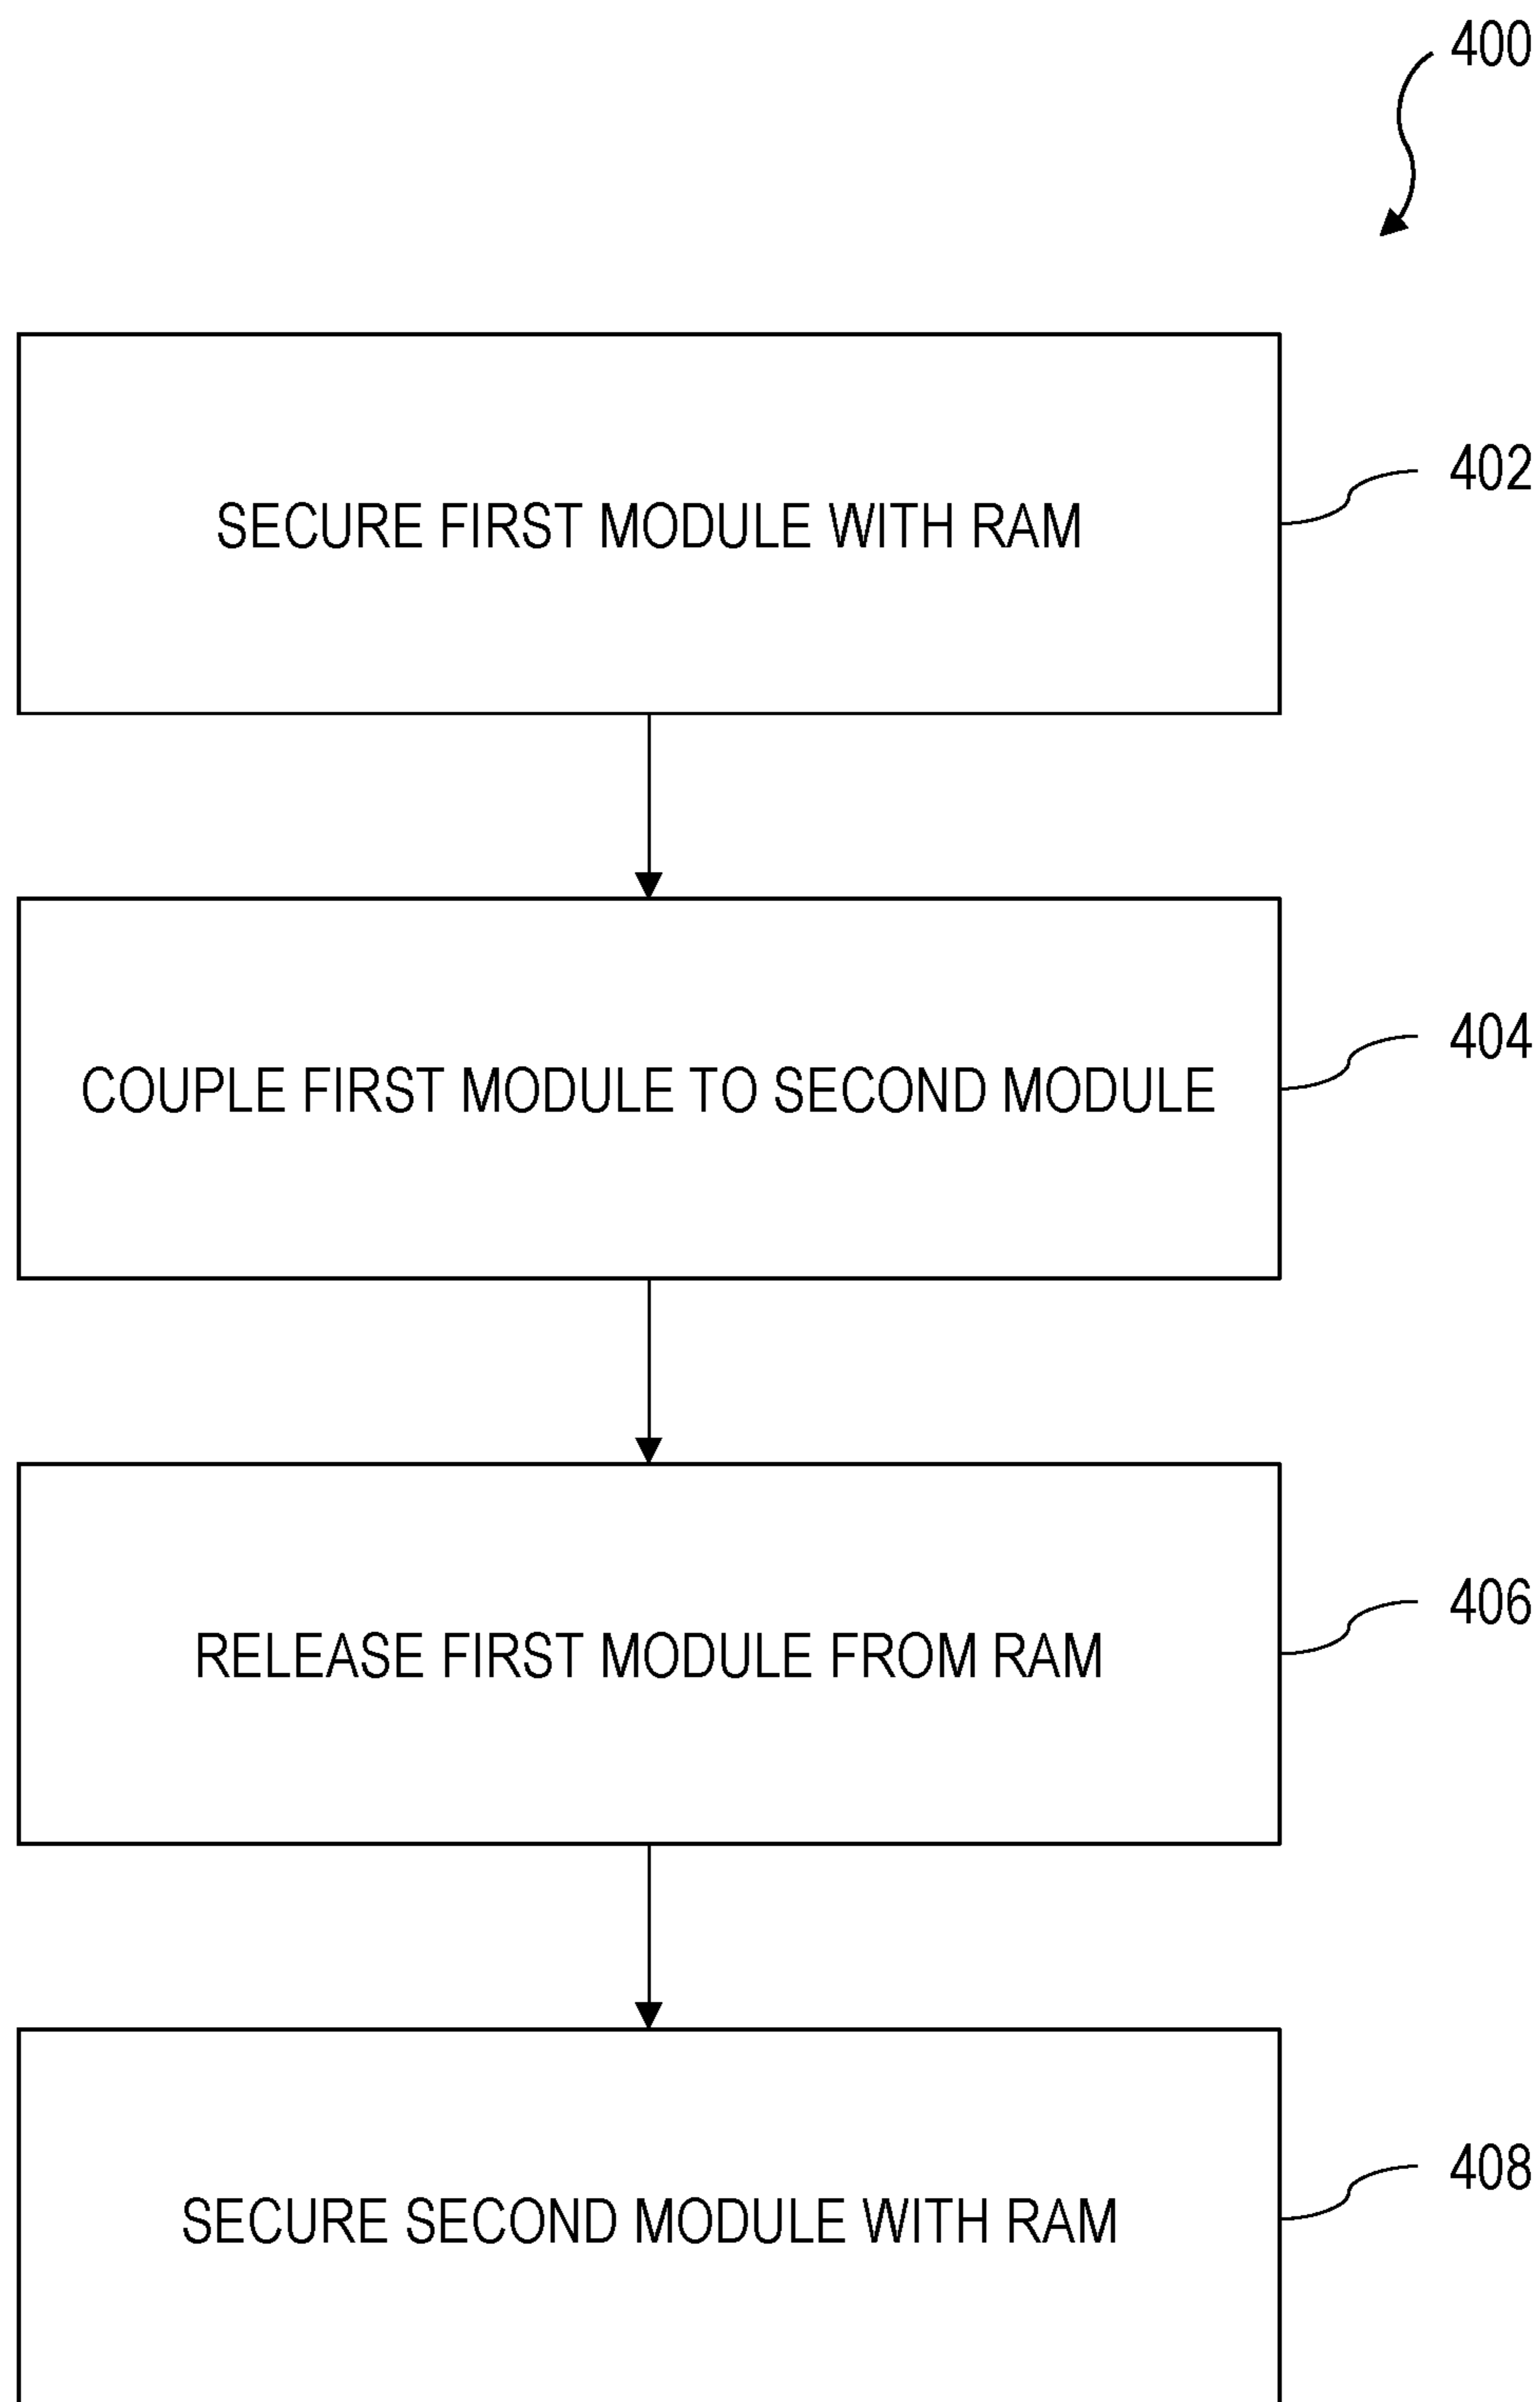 400
SECURE FIRST MODULE WITH RAM
402
COUPLE FIRST MODULE TO SECOND MODULE
404
RELEASE FIRST MODULE FROM RAM
406
SECURE SECOND MODULE WITH RAM
408